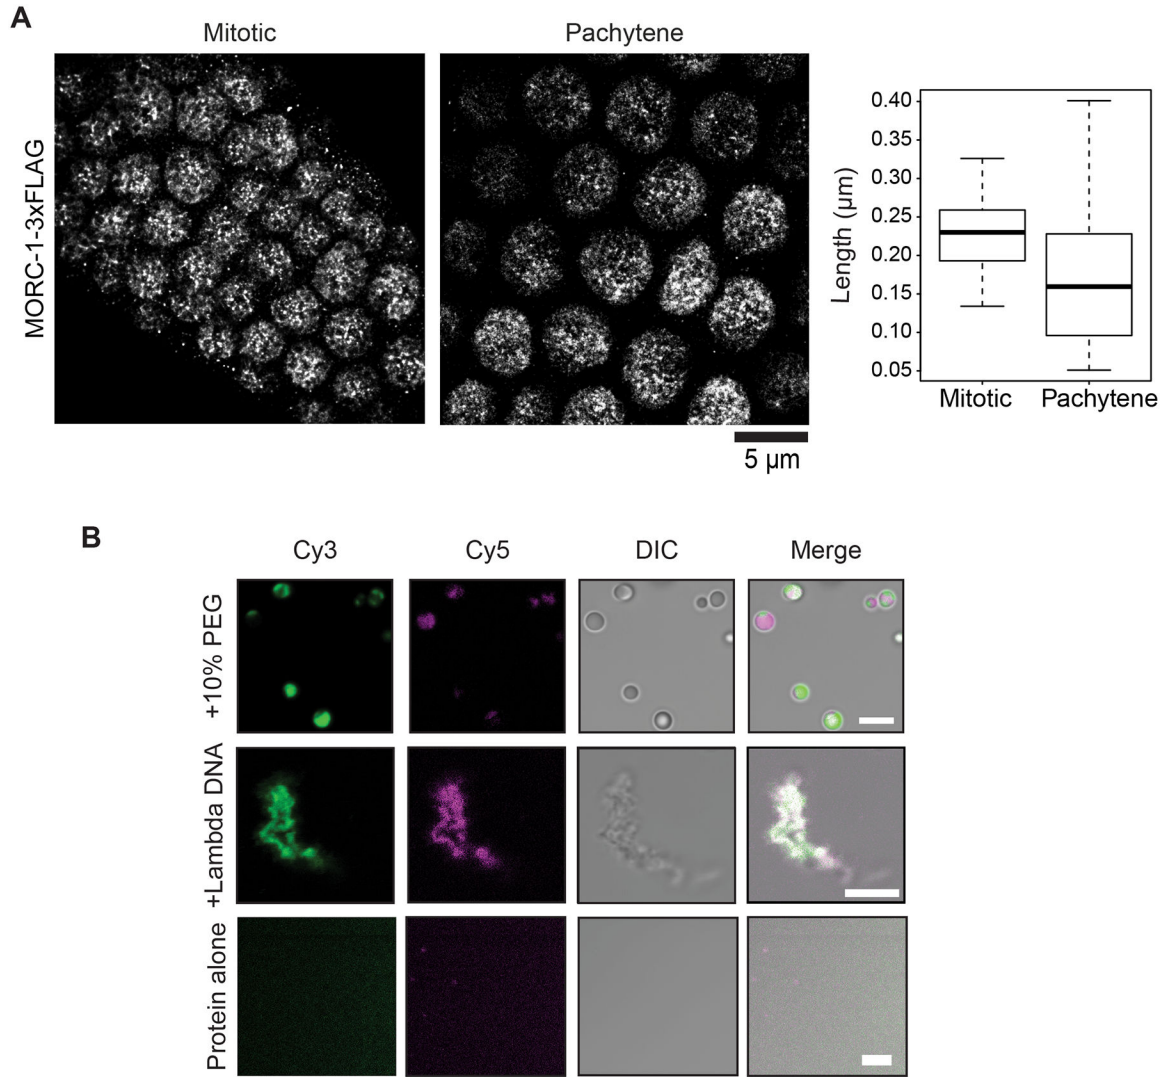 A
Mitotic
Pachytene
MORC-1-3xFLAG
5 µm
Length (µm)
0.40
0.35
0.30
0.25
0.20
0.15
0.10
0.05
Mitotic
Pachytene
B
Cy3
Cy5
DIC
Merge
+10% PEG
+Lambda DNA
Protein alone